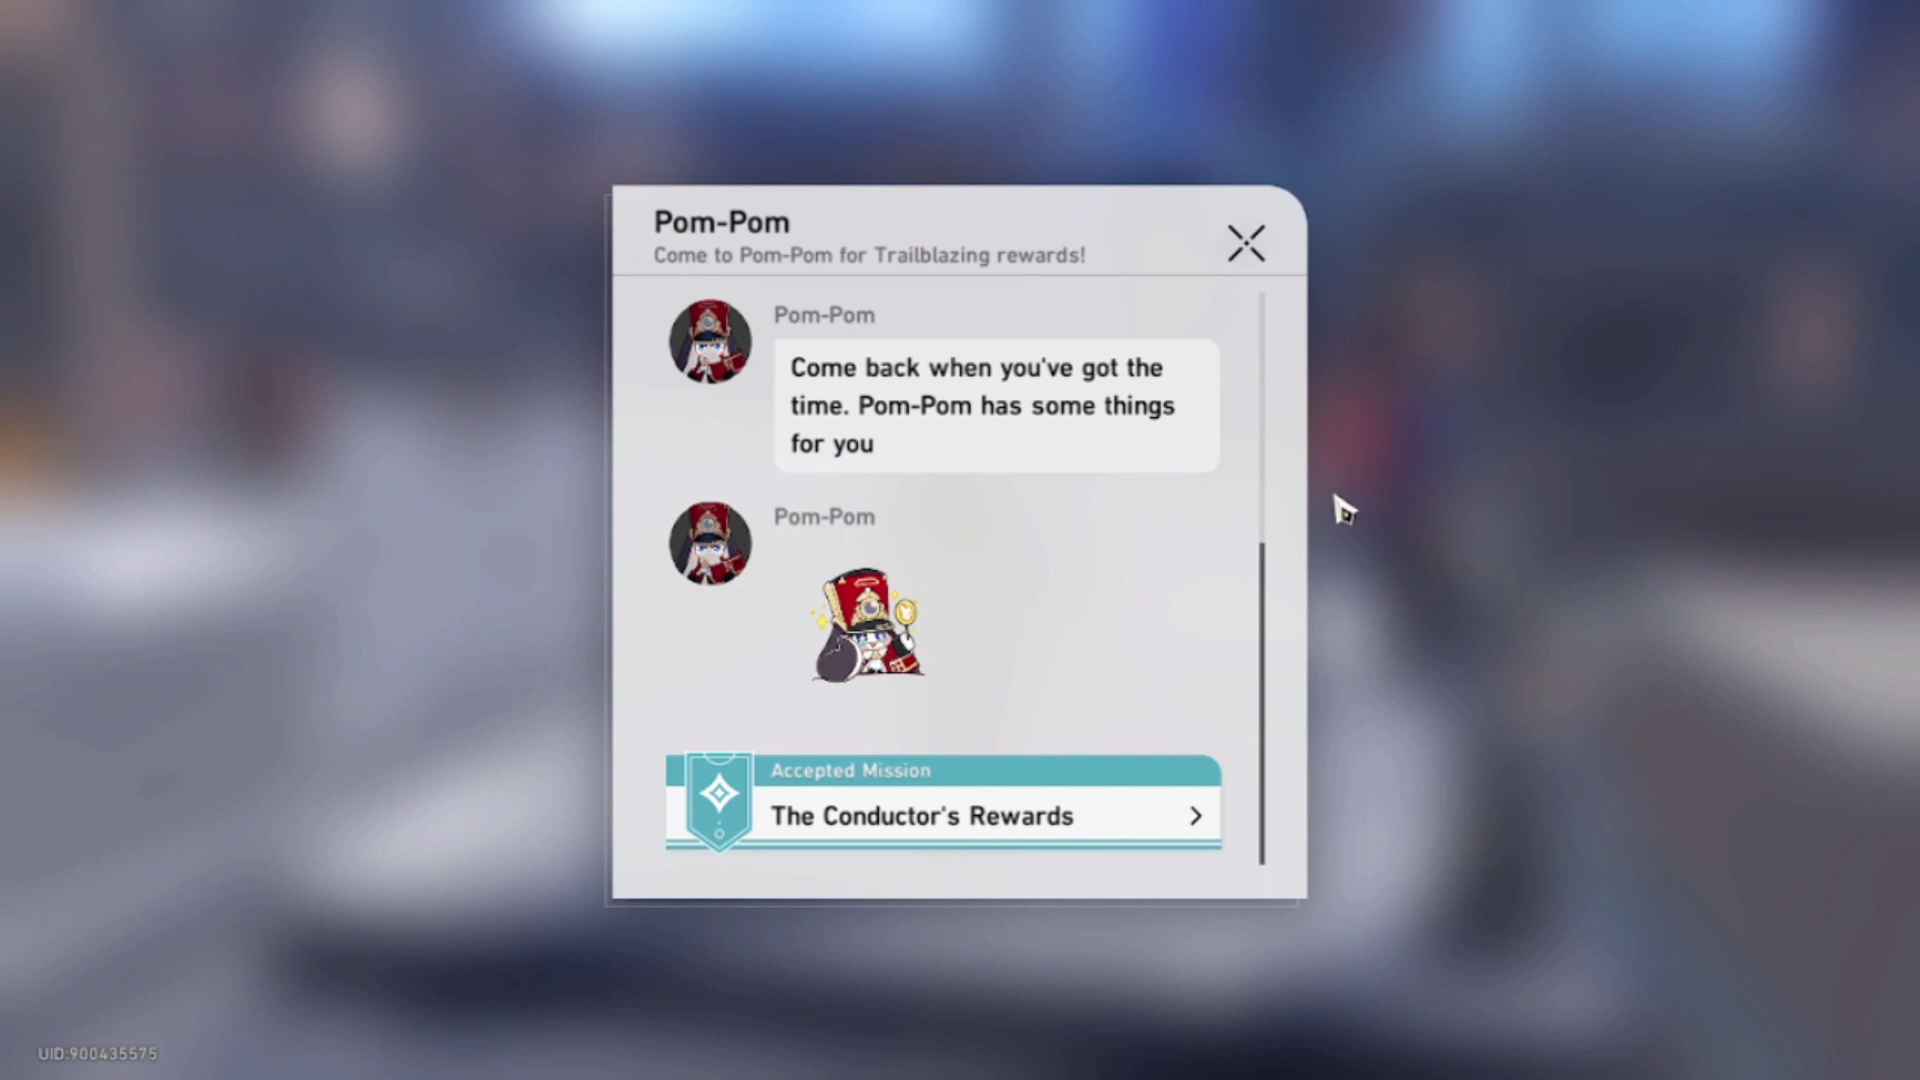 Pom-Pom
Come to Pom-Pom for Trailblazing rewards!
Pom-Pom
Come back when you've got the
time. Pom-Pom has some things
for you
Pom-Pom
Accepted Mission
The Conductor's Rewards
UID:900435575